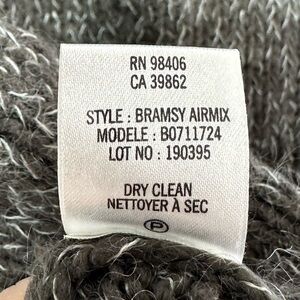 RN 98406
CA 39862
STYLE : BRAMSY AIRMIX
MODELE : B0711724
LOT NO : 190395
DRY CLEAN
NETTOYER À SEC
P